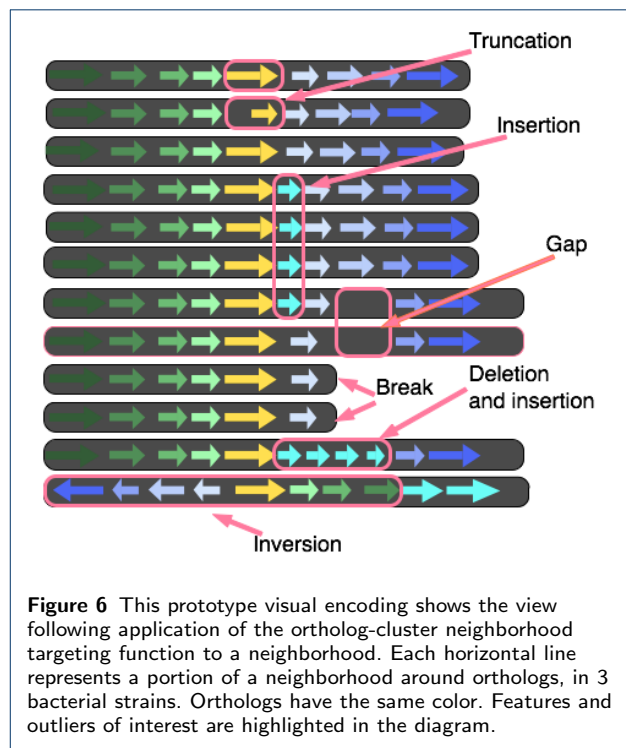 Truncation
Insertion
Gap
Break
Deletion
and insertion
Inversion
Figure 6 This prototype visual encoding shows the view
following application of the ortholog-cluster neighborhood
targeting function to a neighborhood. Each horizontal line
represents a portion of a neighborhood around orthologs, in 3
bacterial strains. Orthologs have the same color. Features and
outliers of interest are highlighted in the diagram.